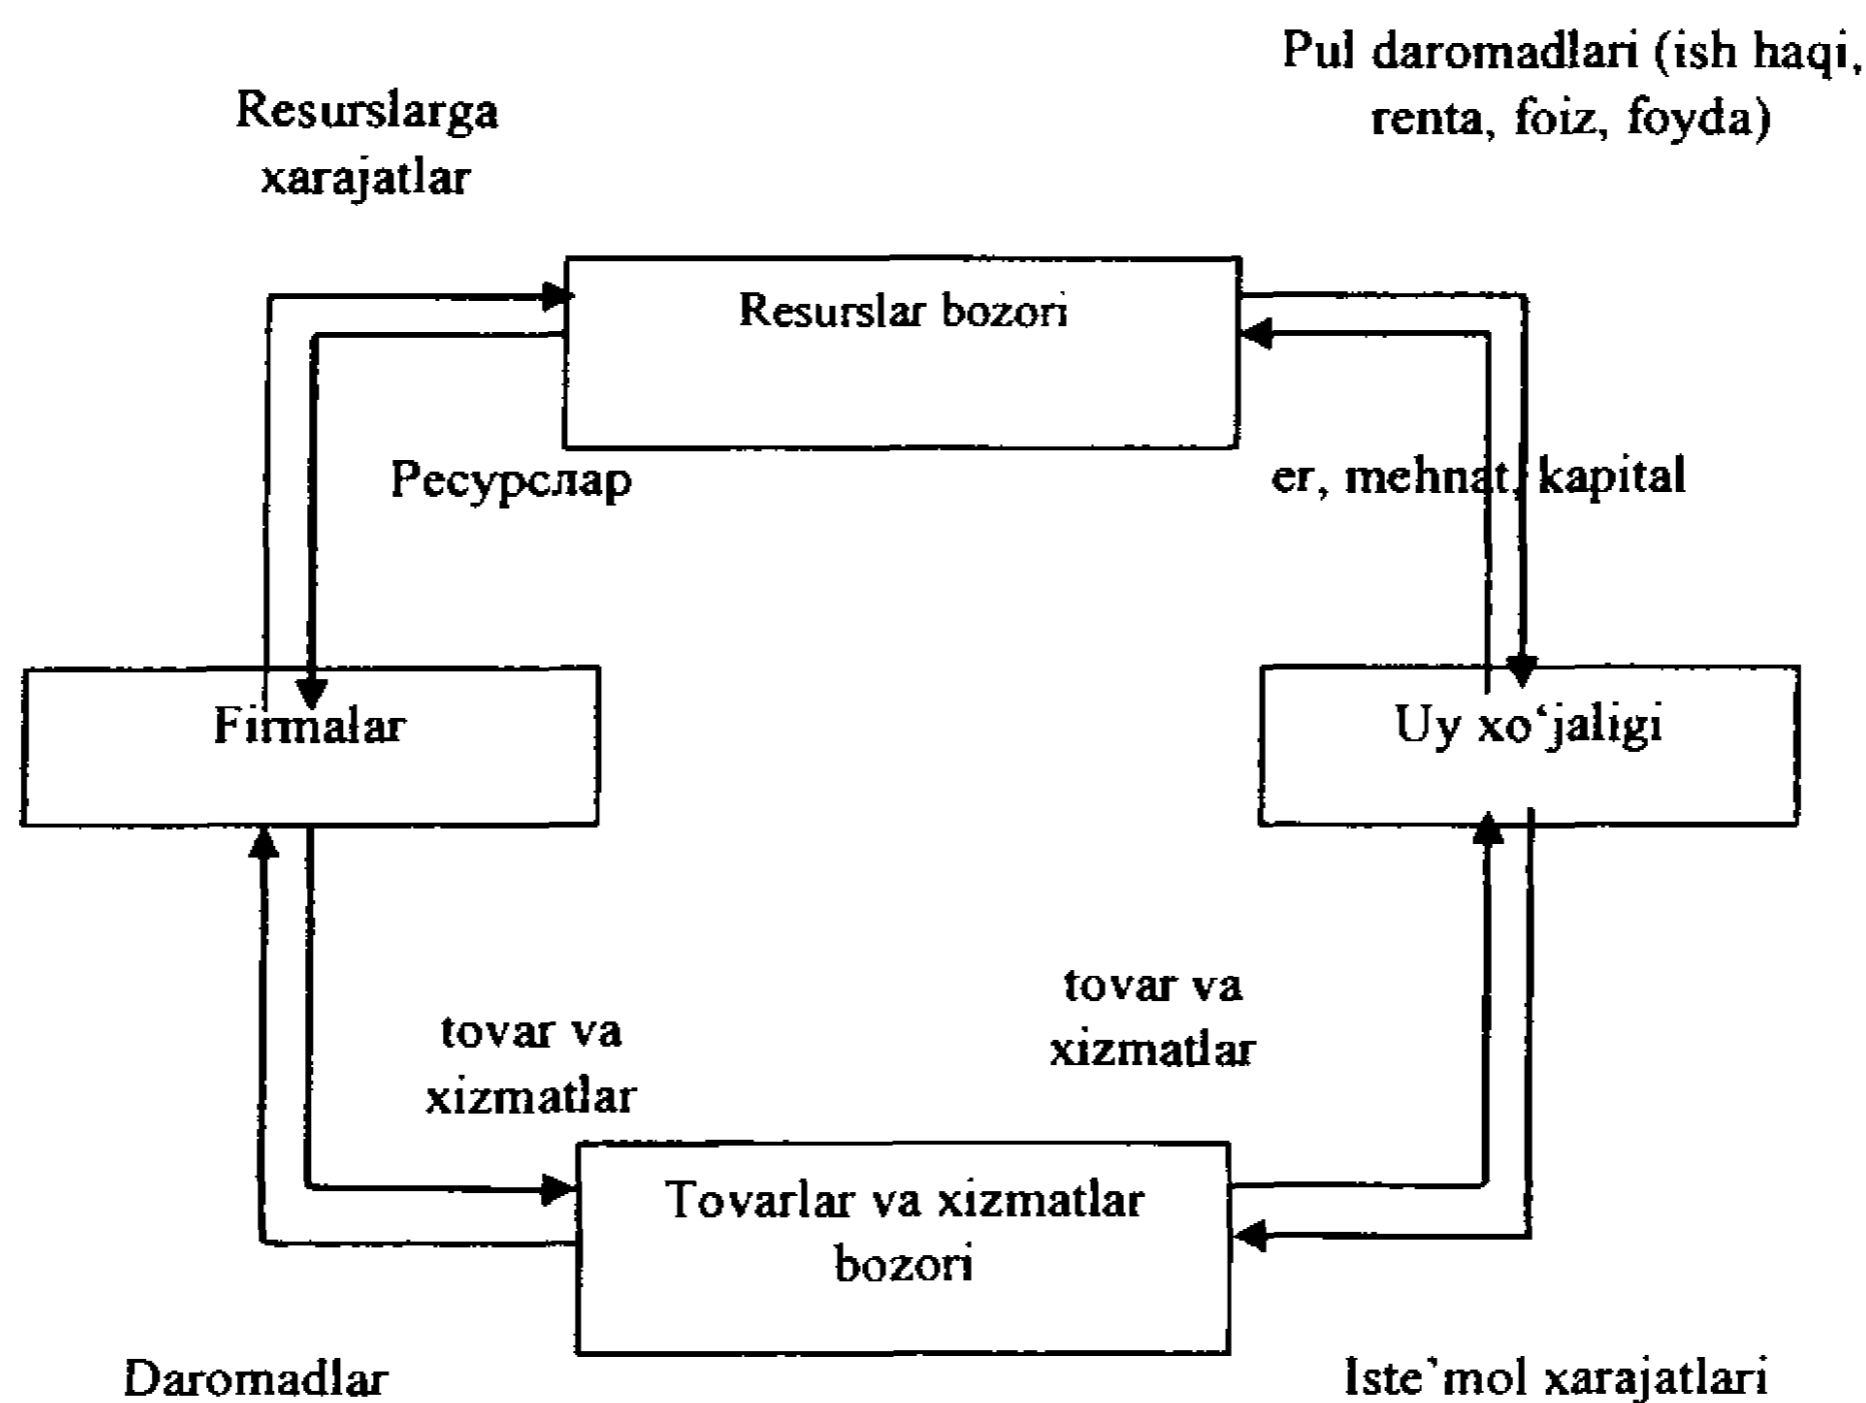 Pul daromadlari (ish haqi,
renta, foiz, foyda)
Resurslarga
xarajatlar
Resurslar bozori
Ресурслар
er, mehnat, kapital
Firmalar
Uy xo‘jaligi
tovar va
xizmatlar
tovar va
xizmatlar
Tovarlar va xizmatlar
bozori
Daromadlar
Iste`mol xarajatlari